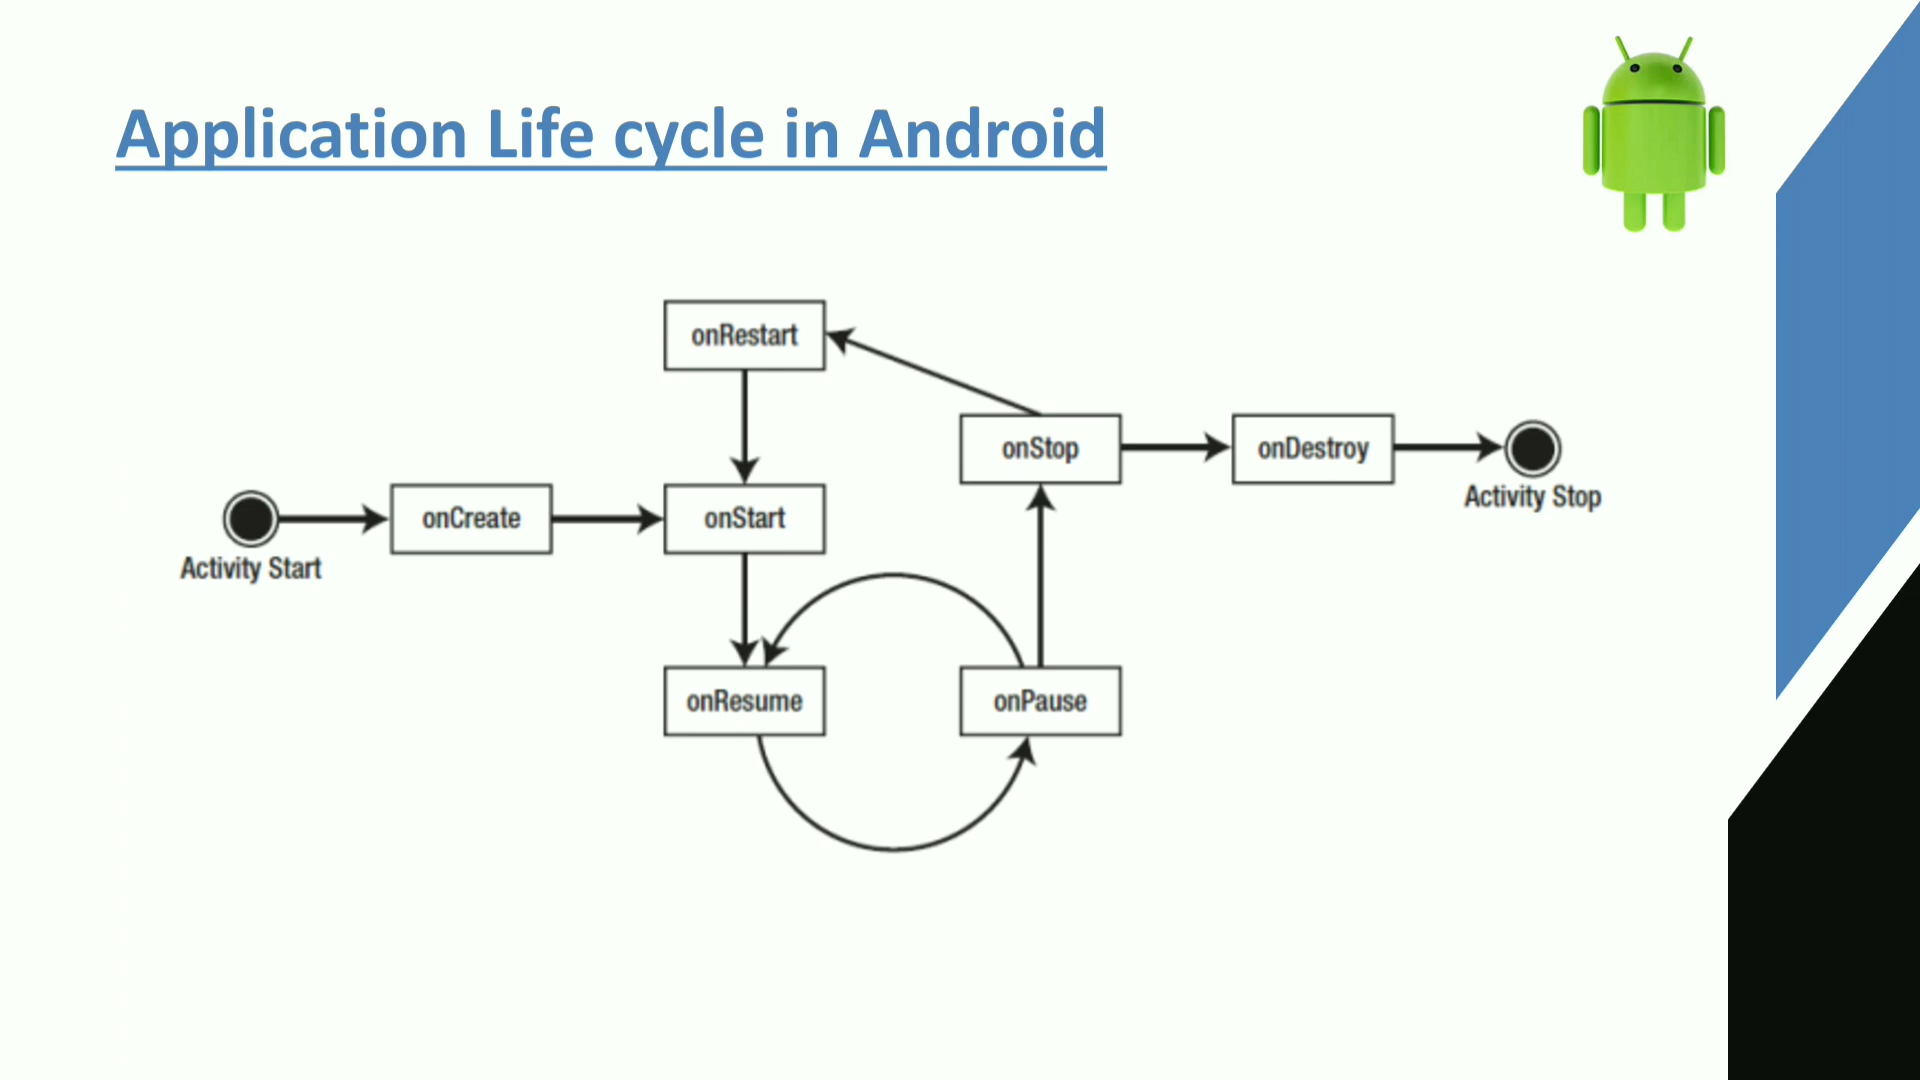 Application Life cycle in Android
onRestart
onStop
onDestroy
Activity Stop
onCreate
onStart
Activity Start
onResume
onPause